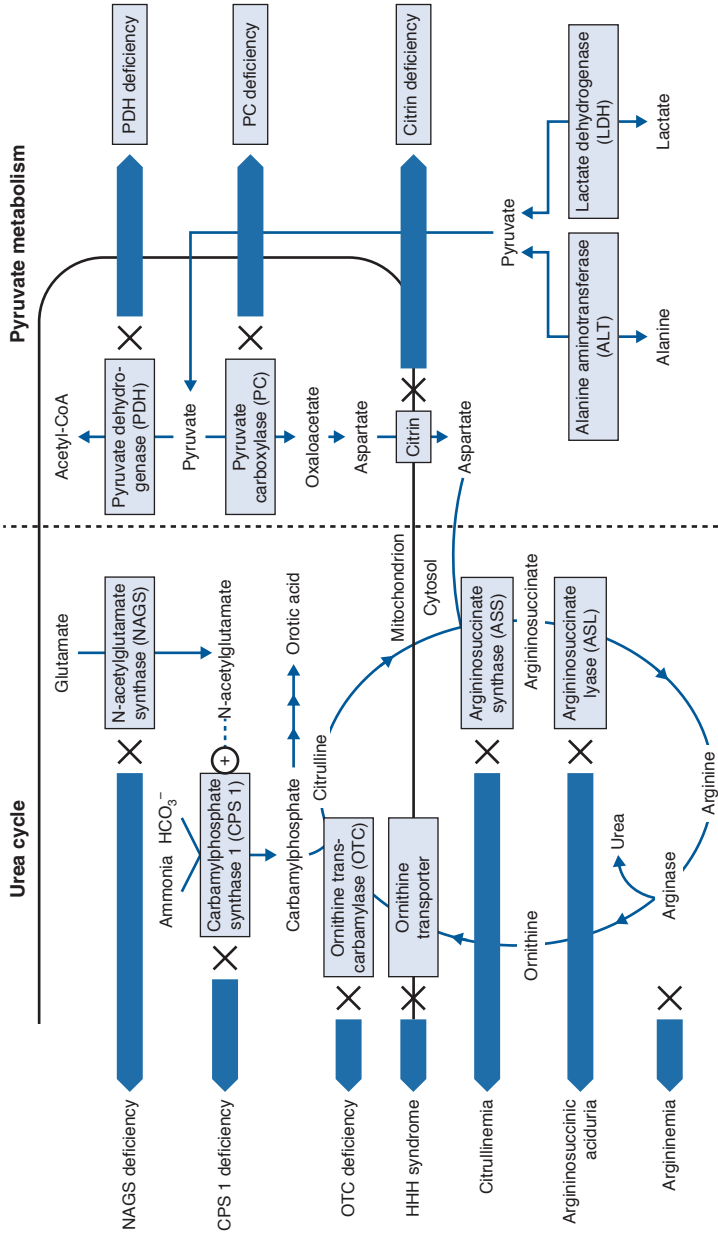 Urea cycle
Pyruvate metabolism
Glutamate
N-acetylglutamate
synthase (NAGS)
N-acetylglutamate
NAGS deficiency
Ammonia
HCO3−
Carbamylphosphate
synthase 1 (CPS 1)
+
CPS 1 deficiency
Carbamylphosphate
Orotic acid
Citrulline
Ornithine trans-
carbamylase (OTC)
OTC deficiency
Ornithine
transporter
HHH syndrome
Mitochondrion
Cytosol
Argininosuccinate
synthase (ASS)
Citrullinemia
Argininosuccinate
Argininosuccinate
lyase (ASL)
Argininosuccinic
aciduria
Ornithine
Urea
Arginine
Arginase
Argininemia
Acetyl-CoA
Pyruvate dehydro-
genase (PDH)
PDH deficiency
Pyruvate
Pyruvate
carboxylase (PC)
PC deficiency
Oxaloacetate
Aspartate
Citrin
Citrin deficiency
Aspartate
Pyruvate
Alanine aminotransferase
(ALT)
Alanine
Lactate dehydrogenase
(LDH)
Lactate